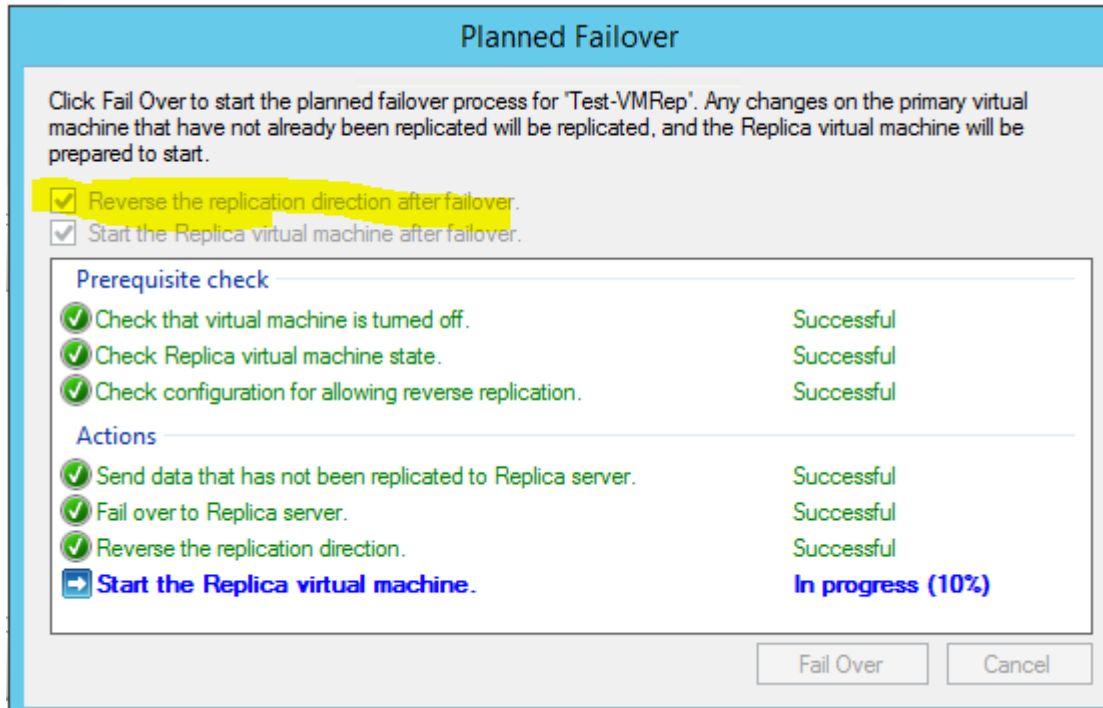 Planned Failover
Click Fail Over to start the planned failover process for "Test-VMRep". Any changes on the primary virtual
machine that have not already been replicated will be replicated, and the Replica virtual machine will be
prepared to start.
Reverse the replication direction after failover.
Start the Replica virtual machine after failover.
Prerequisite check
Check that virtual machine is turned off. Successful
Check Replica virtual machine state. Successful
Check configuration for allowing reverse replication. Successful
Actions
Send data that has not been replicated to Replica server. Successful
Fail over to Replica server. Successful
Reverse the replication direction. Successful
Start the Replica virtual machine. In progress (10%)
Fail Over Cancel